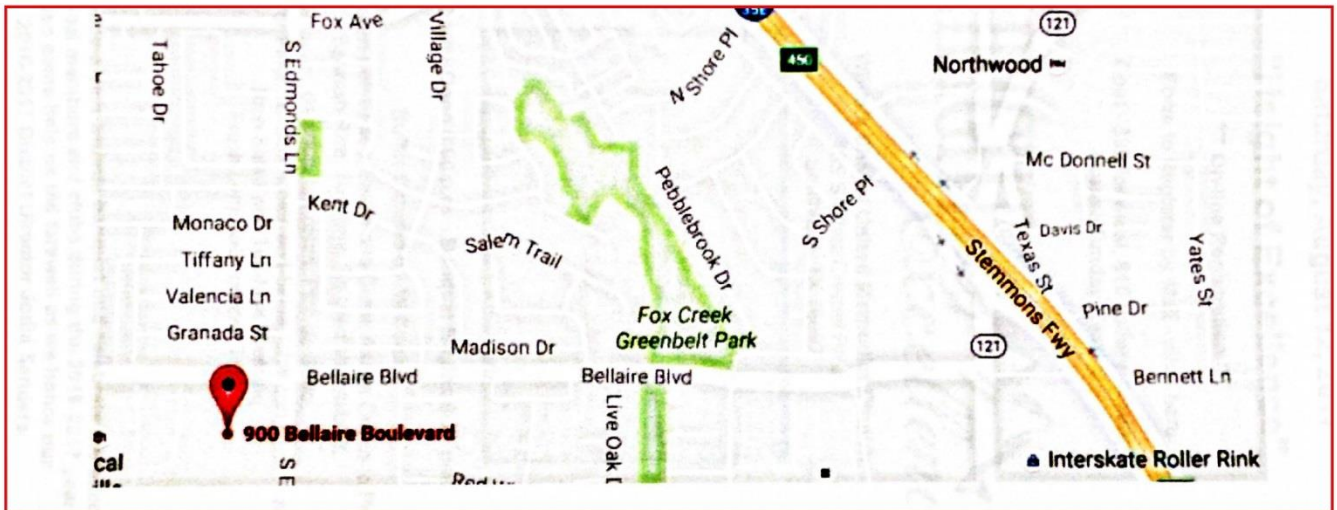 Fox Ave
Village Dr
Tahoe Dr
S Edmonds Ln
N Shore Pl
35E
450
121
Northwood
Mc Donnell St
Kent Dr
Monaco Dr
Tiffany Ln
Valencia Ln
Granada St
Salem Trail
Pebblebrook Dr
S Shore Pl
Texas St
Davis Dr
Yates St
Stemmons Fwy
Pine Dr
Fox Creek
Greenbelt Park
Madison Dr
121
Bellaire Blvd
Bellaire Blvd
Bennett Ln
900 Bellaire Boulevard
Live Oak
cal
S E
Interskate Roller Rink